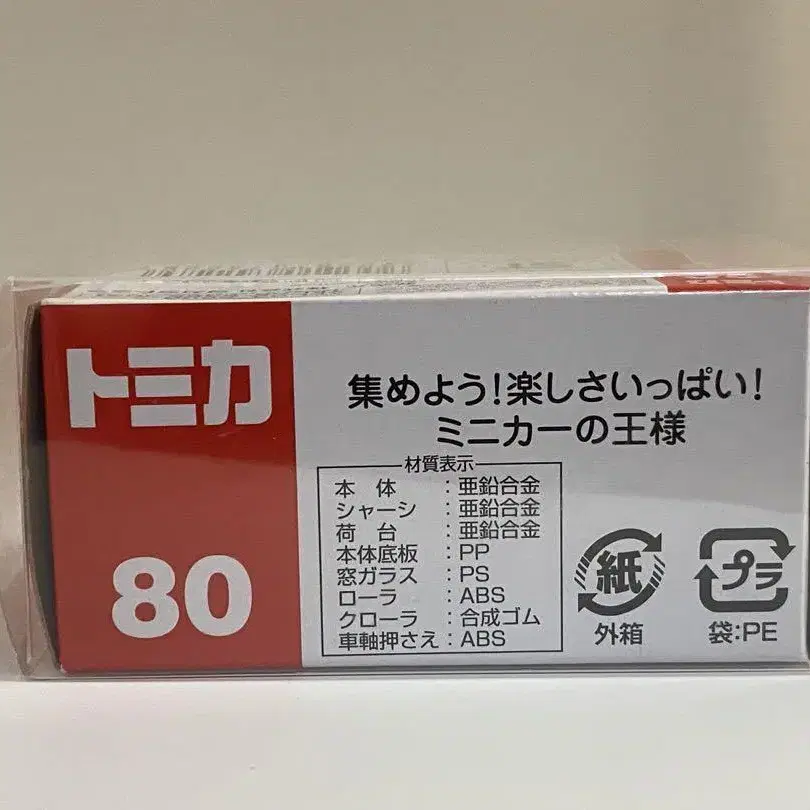 トミカ
80
集めよう!楽しさいっぱい!
ミニカーの王様
材質表示
本体:亜鉛合金
シャーシ:亜鉛合金
荷台:亜鉛合金
本体底板:PP
窓ガラス:PS
ローラ:ABS
クローラ:合成ゴム
車軸押さえ:ABS
紙
外箱
プラ
袋:PE